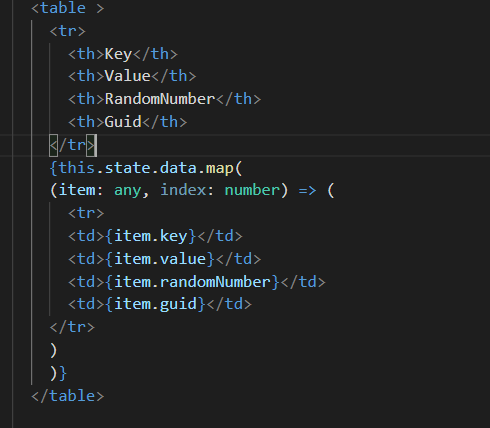 <table >
<tr>
<th>Key</th>
<th>Value</th>
<th>RandomNumber</th>
<th>Guid</th>
</tr>
{this.state.data.map(
(item: any, index: number) => (
<tr>
<td>{item.key}</td>
<td>{item.value}</td>
<td>{item.randomNumber}</td>
<td>{item.guid}</td>
</tr>
)
)}
</table>